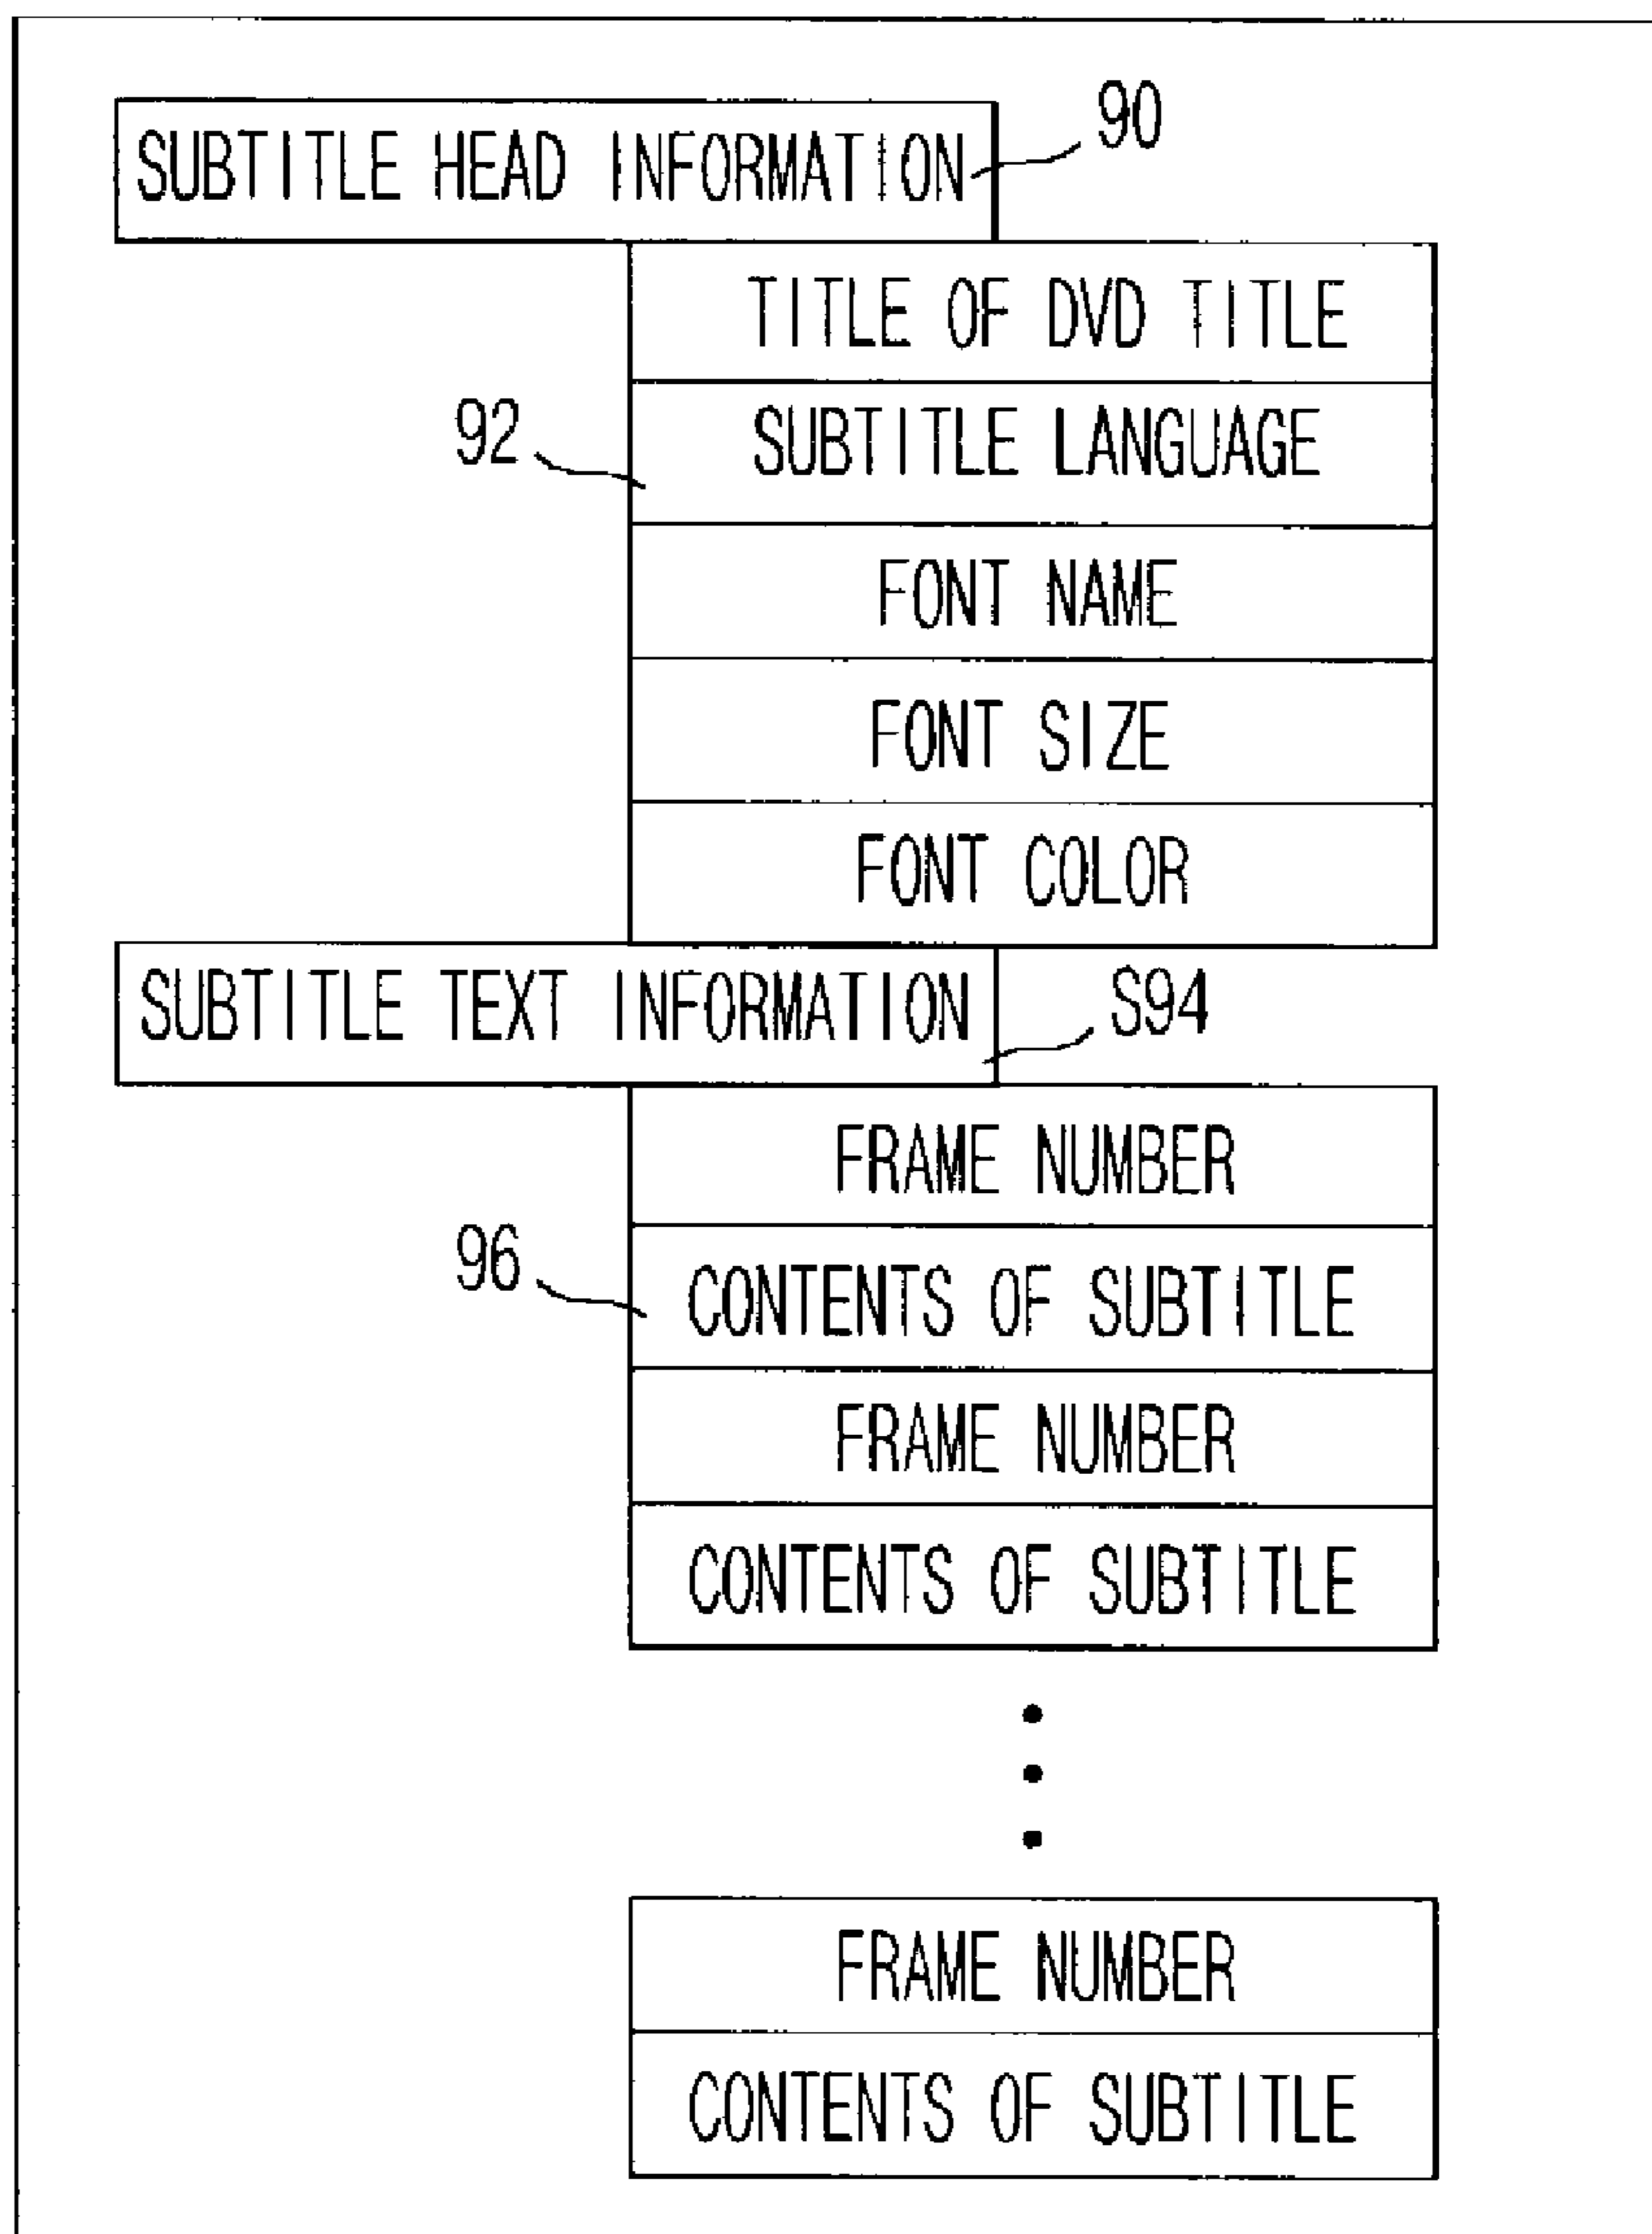 SUBTITLE HEAD INFORMATION
90
TITLE OF DVD TITLE
92
SUBTITLE LANGUAGE
FONT NAME
FONT SIZE
FONT COLOR
SUBTITLE TEXT INFORMATION
S94
FRAME NUMBER
96
CONTENTS OF SUBTITLE
FRAME NUMBER
CONTENTS OF SUBTITLE
FRAME NUMBER
CONTENTS OF SUBTITLE